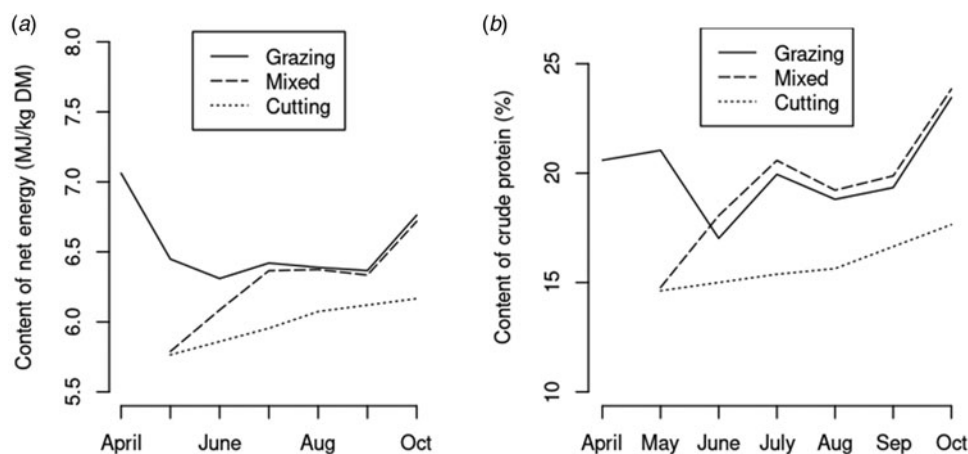 (a)
Content of net energy (MJ/kg DM)
8.0
7.5
7.0
6.5
6.0
5.5
Grazing
Mixed
Cutting
April June Aug Oct
(b)
Content of crude protein (%)
25
20
15
10
Grazing
Mixed
Cutting
April May June July Aug Sep Oct